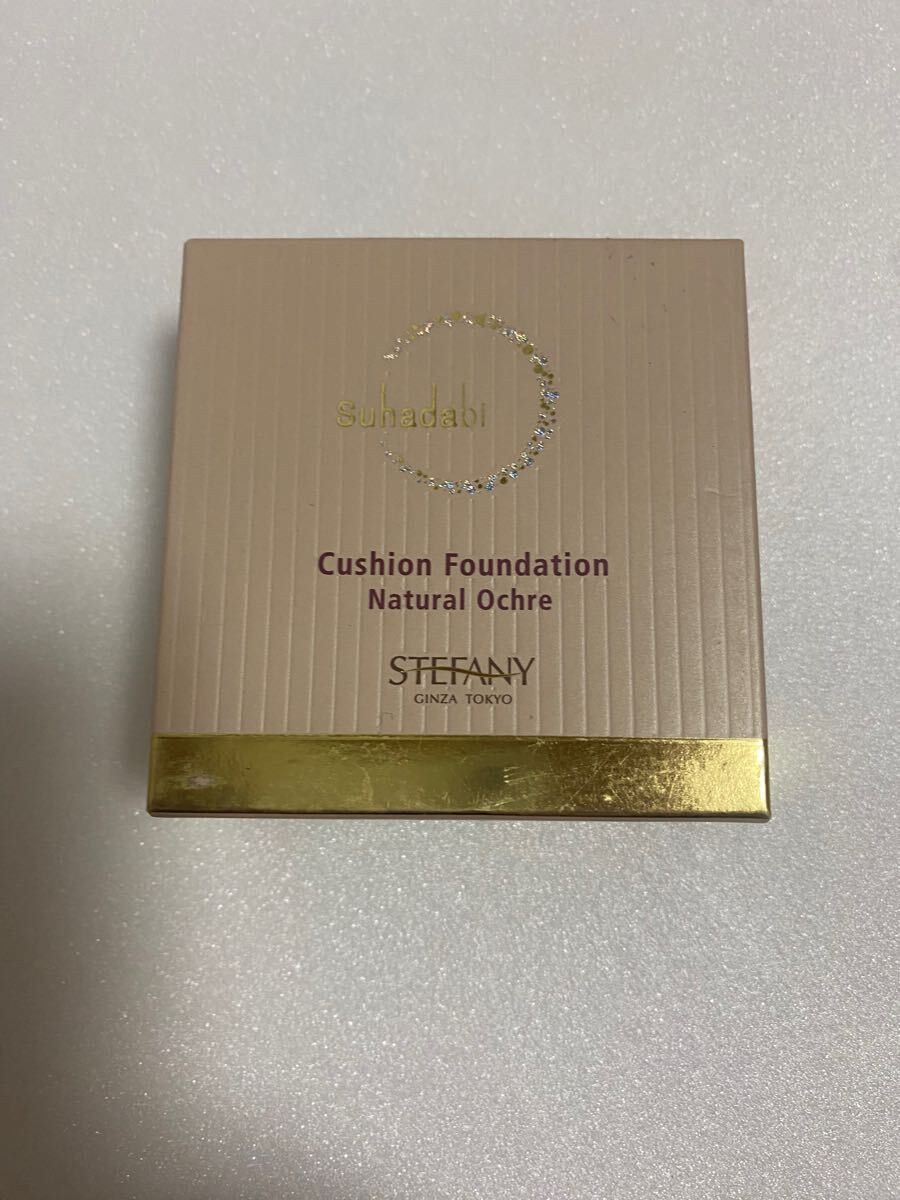 Suhadabi
Cushion Foundation
Natural Ochre
STEFANY
GINZA TOKYO